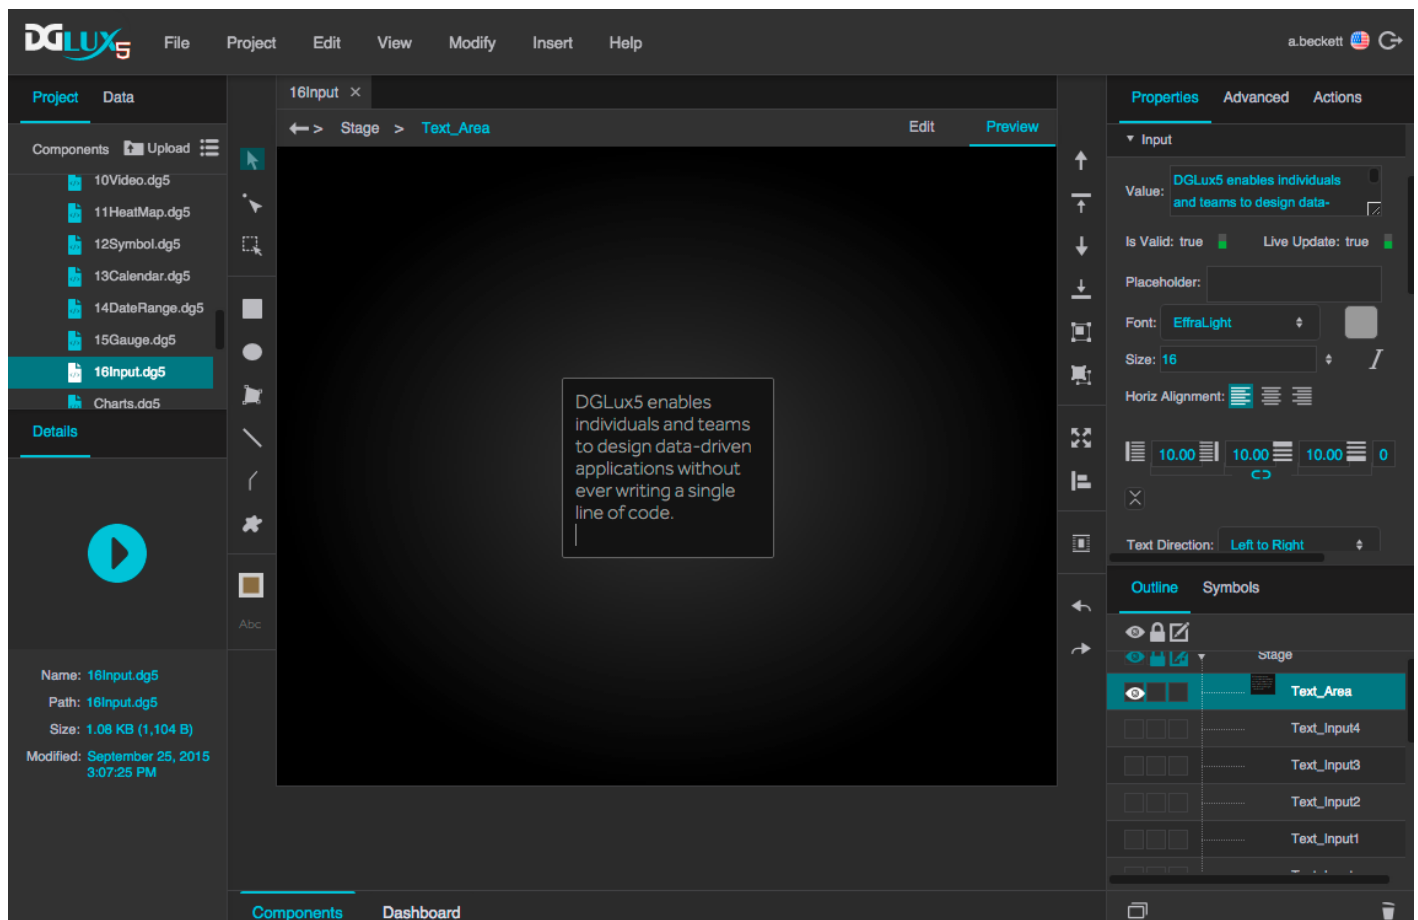 DGLUX5
File Project Edit View Modify Insert Help
a.beckett
Project Data
Components Upload
10Video.dg5
11HeatMap.dg5
12Symbol.dg5
13Calendar.dg5
14DateRange.dg5
15Gauge.dg5
16Input.dg5
Charts.dg5
Details
Name: 16Input.dg5
Path: 16Input.dg5
Size: 1.08 KB (1,104 B)
Modified: September 25, 2015
3:07:25 PM
Abc
16Input ×
> Stage > Text_Area
Edit Preview
DGLux5 enables
individuals and teams
to design data-driven
applications without
ever writing a single
line of code.
Components Dashboard
Properties Advanced Actions
Input
Value: DGLux5 enables individuals
and teams to design data-
Is Valid: true Live Update: true
Placeholder:
Font: EffraLight
Size: 16 I
Horiz Alignment:
10.00 10.00 10.00 0
Text Direction: Left to Right
Outline Symbols
Stage
Text_Area
Text_Input4
Text_Input3
Text_Input2
Text_Input1